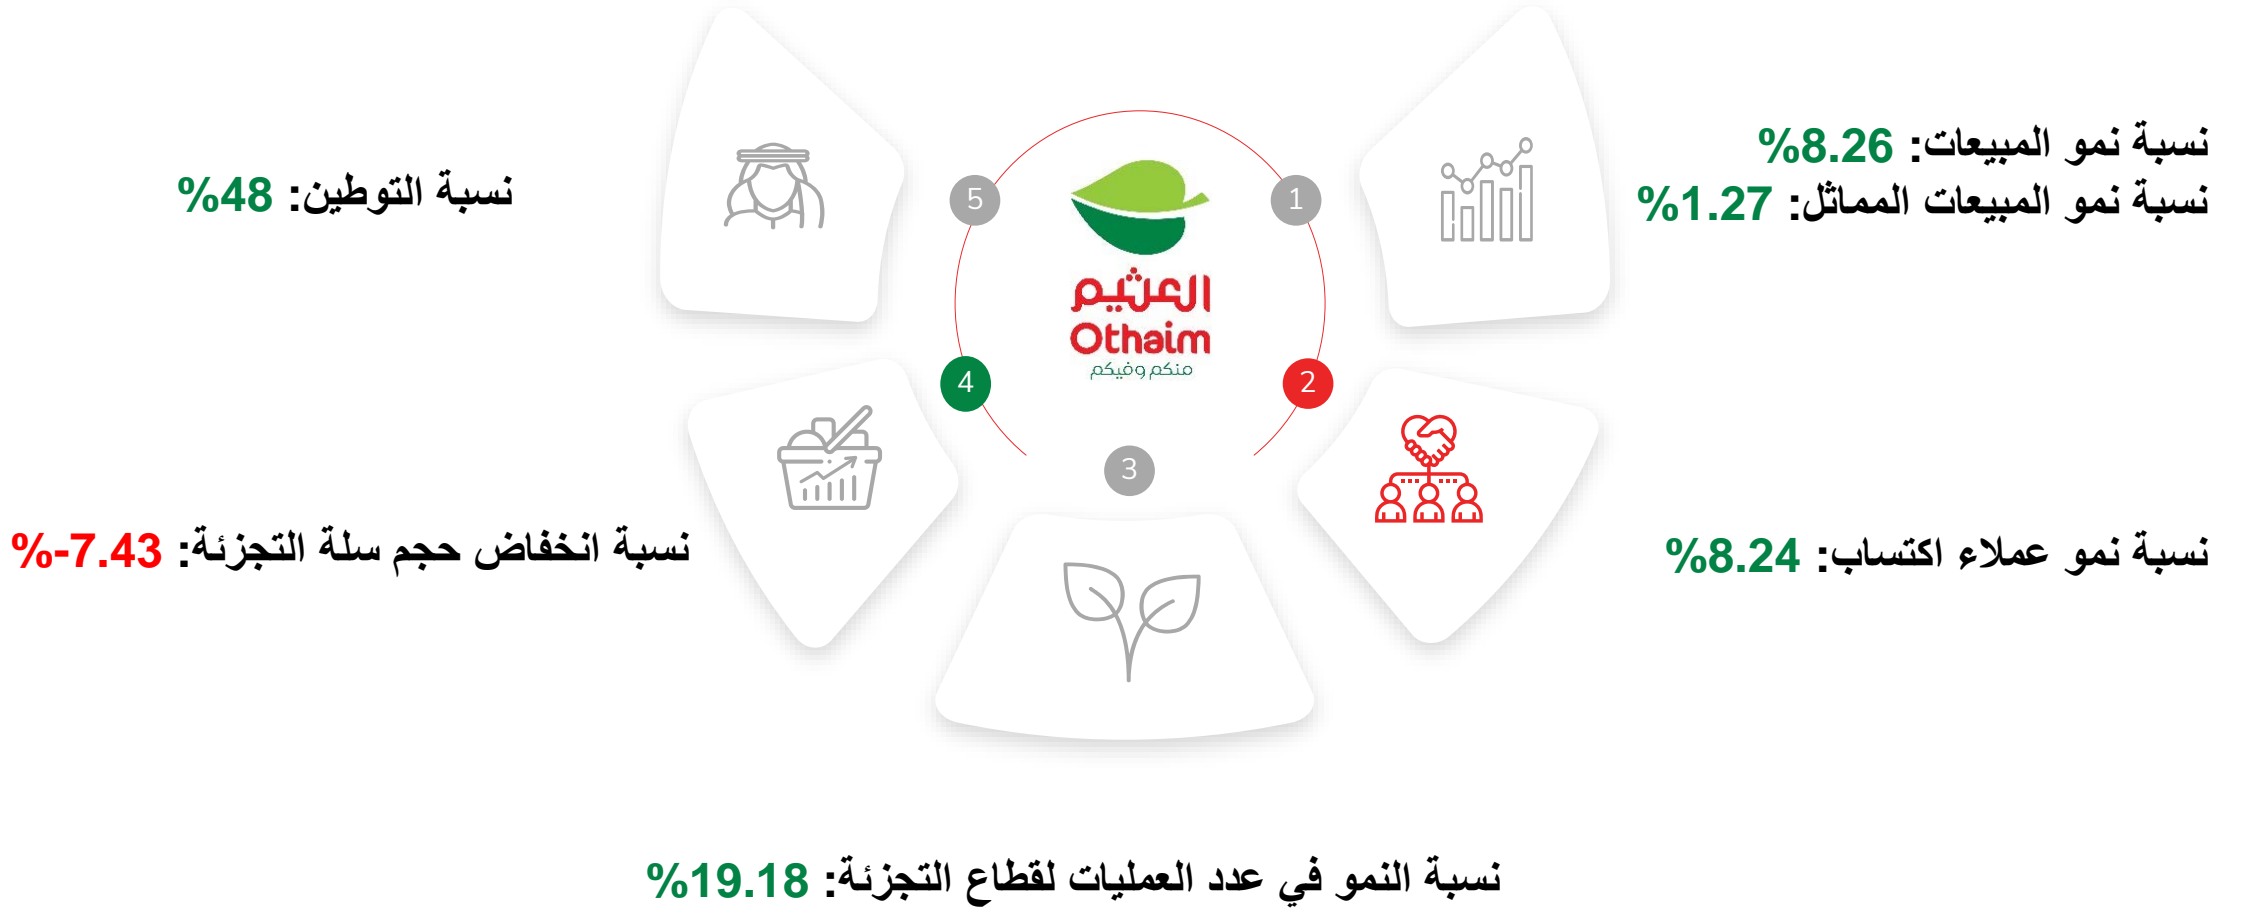 نسبة نمو المبيعات: 8.26%
نسبة نمو المبيعات المماثل: 1.27%
نسبة التوطين: 48%
5
1
العثيم
Othaim
منكم وفيكم
4
2
3
نسبة نمو عملاء اكتساب: 8.24%
نسبة انخفاض حجم سلة التجزئة: 7.43-%
نسبة النمو في عدد العمليات لقطاع التجزئة: 19.18%